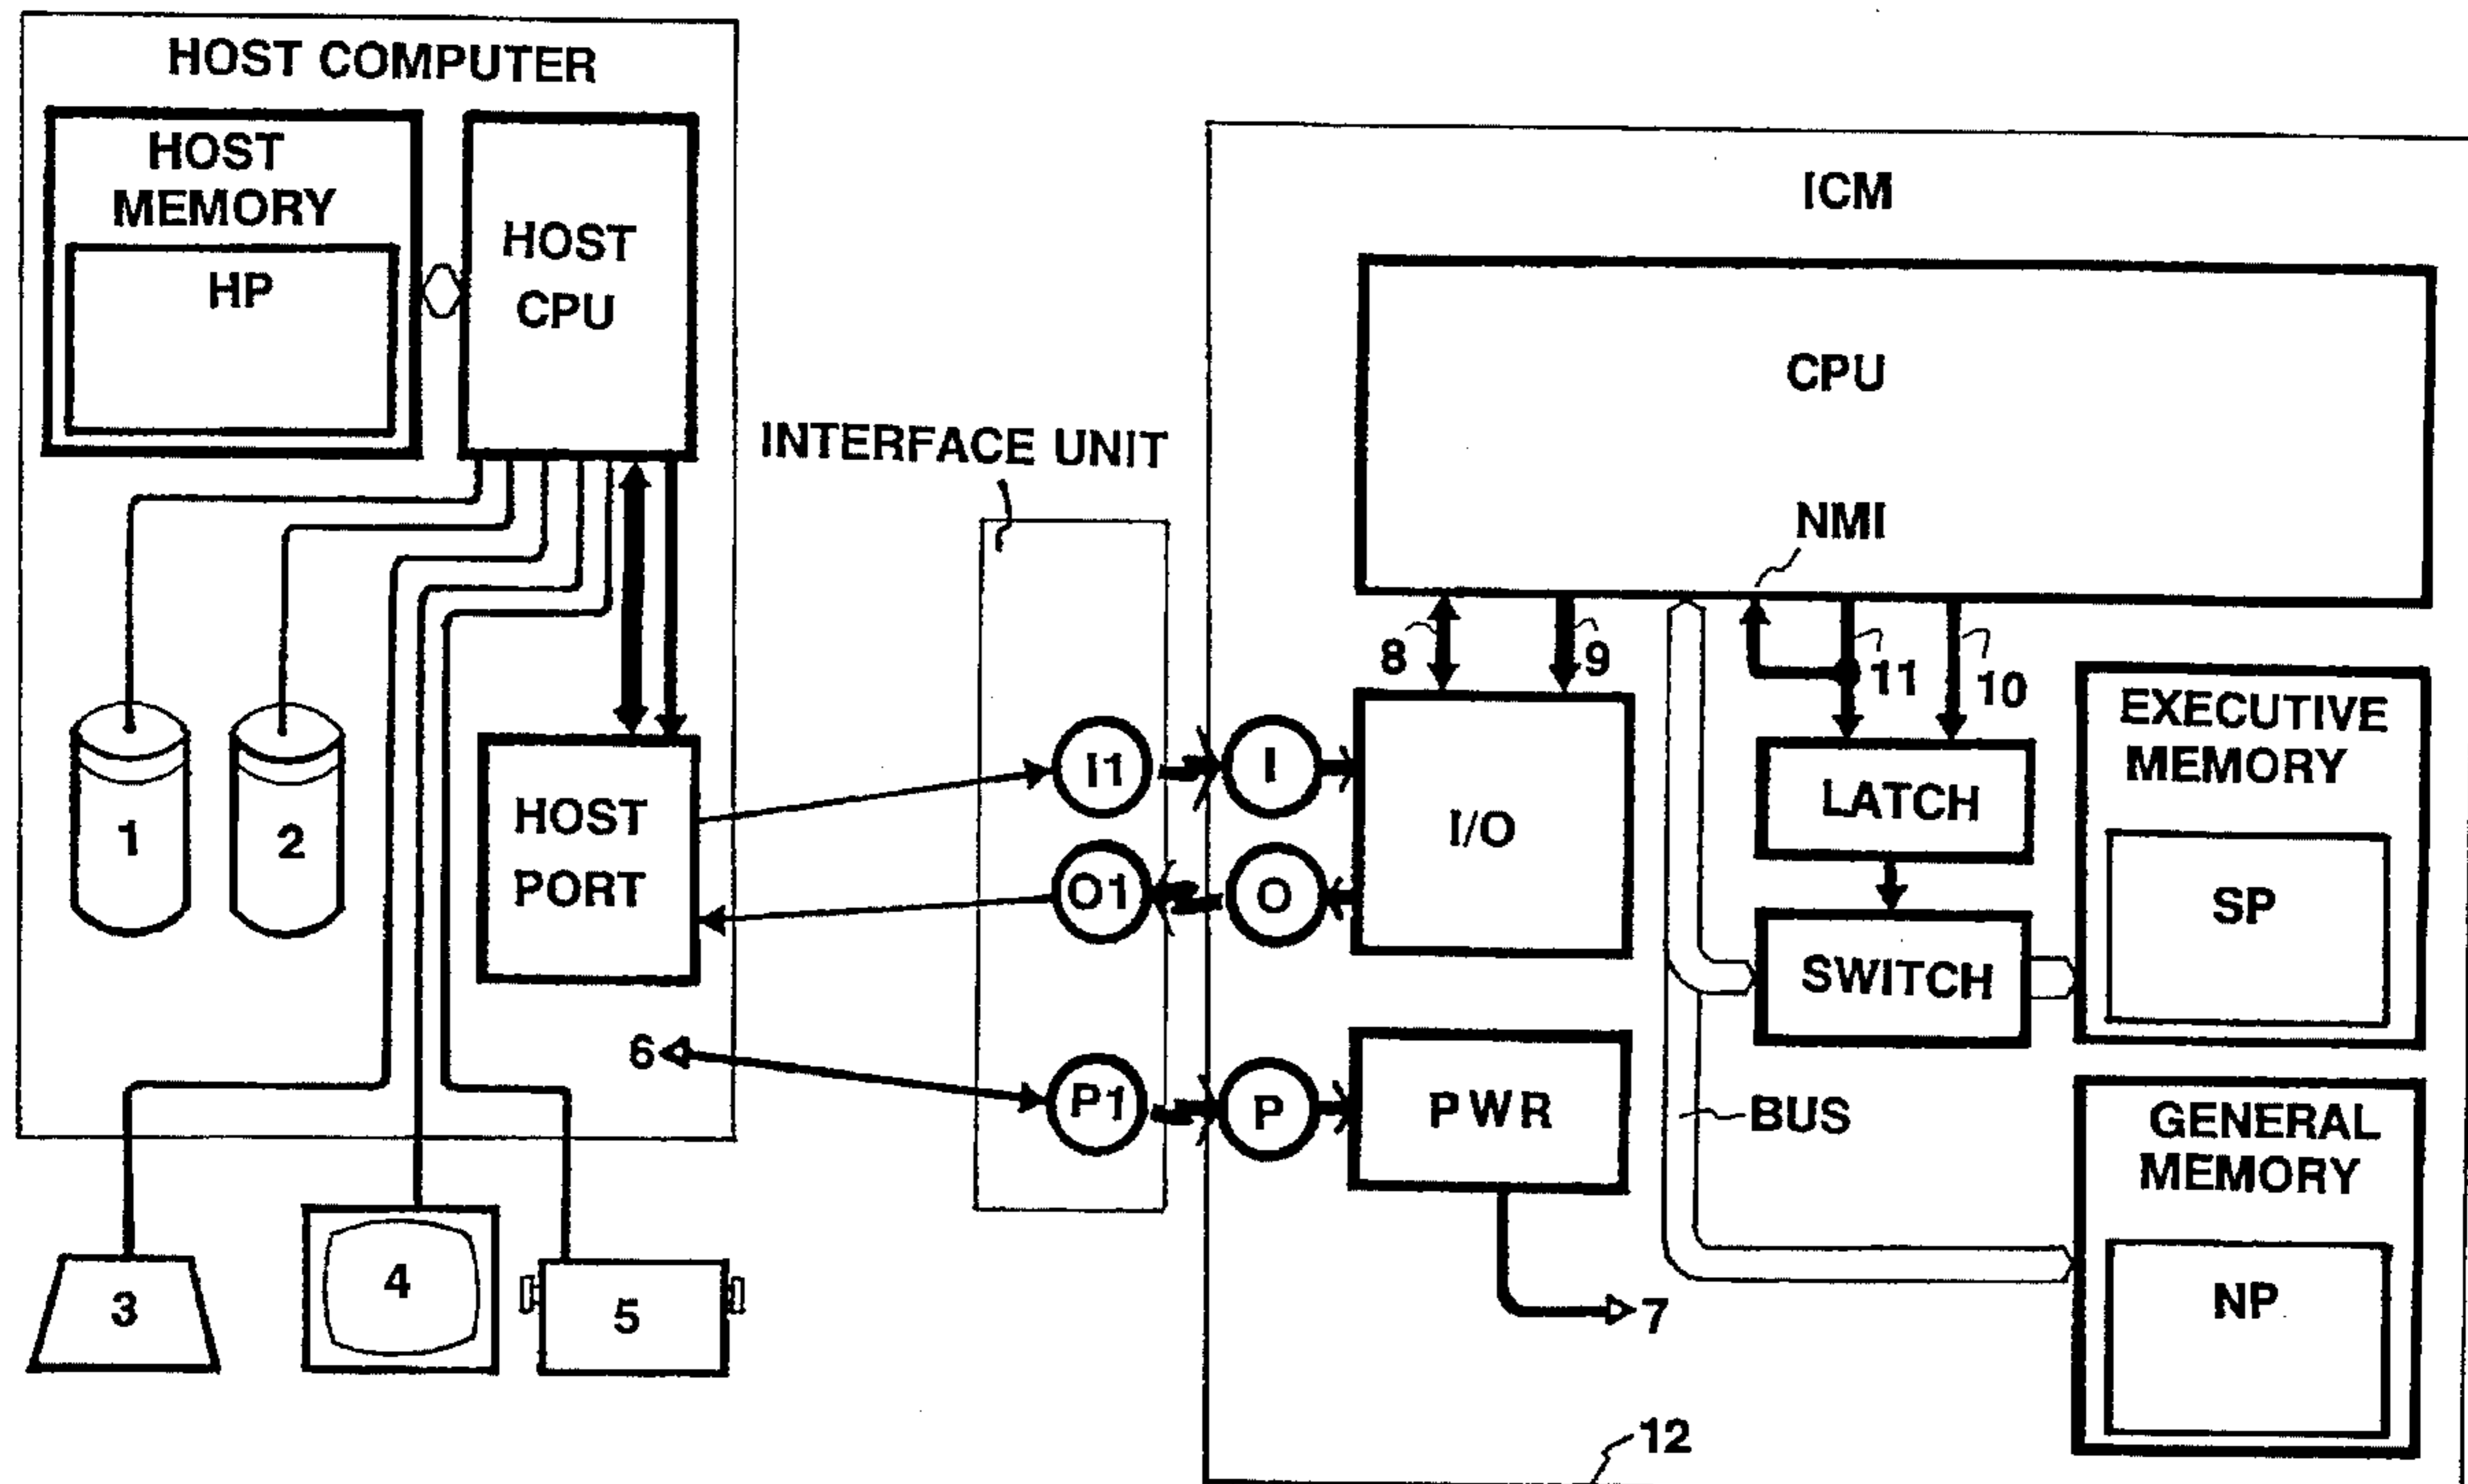 HOST COMPUTER
HOST
MEMORY
HP
HOST
CPU
1
2
HOST
PORT
6
3
4
5
INTERFACE UNIT
I1
O1
P1
ICM
CPU
NMI
8
9
11
10
I
O
P
I/O
PWR
7
LATCH
SWITCH
BUS
EXECUTIVE
MEMORY
SP
GENERAL
MEMORY
NP
12